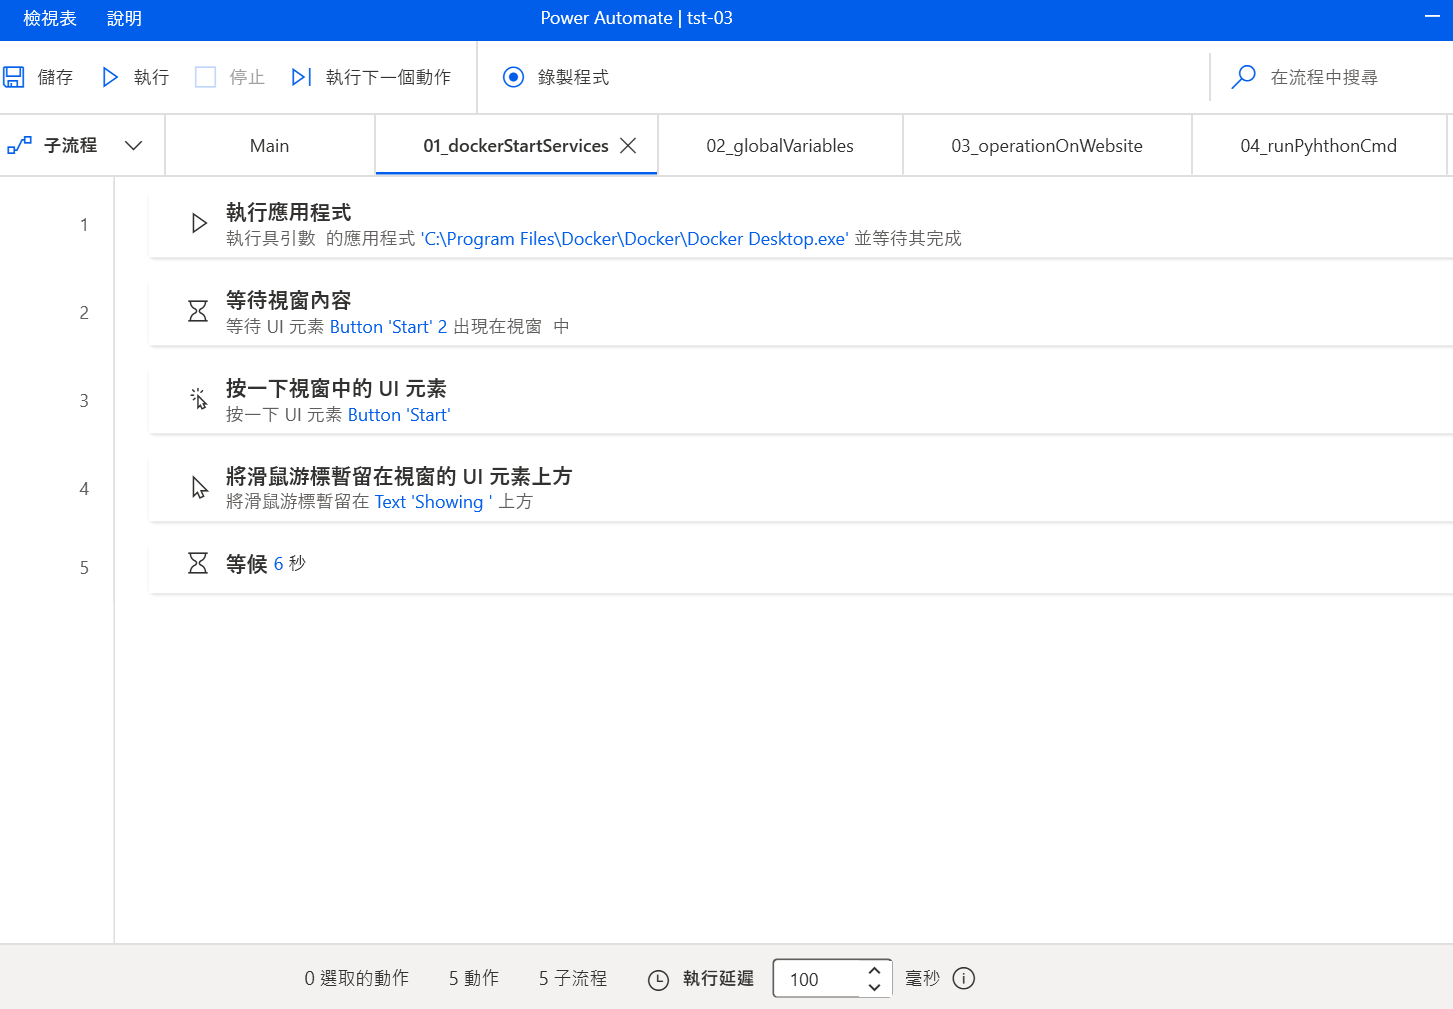 檢視表 說明 Power Automate | tst-03
儲存 執行 停止 執行下一個動作 錄製程式 在流程中搜尋
子流程 Main 01_dockerStartServices 02_globalVariables 03_operationOnWebsite 04_runPyhthonCmd
1 執行應用程式
執行具引數 的應用程式 'C:\Program Files\Docker\Docker\Docker Desktop.exe' 並等待其完成
2 等待視窗內容
等待 UI 元素 Button 'Start' 2 出現在視窗 中
3 按一下視窗中的 UI 元素
按一下 UI 元素 Button 'Start'
4 將滑鼠游標暫留在視窗的 UI 元素上方
將滑鼠游標暫留在 Text 'Showing ' 上方
5 等候 6 秒
0 選取的動作 5 動作 5 子流程 執行延遲 100 毫秒